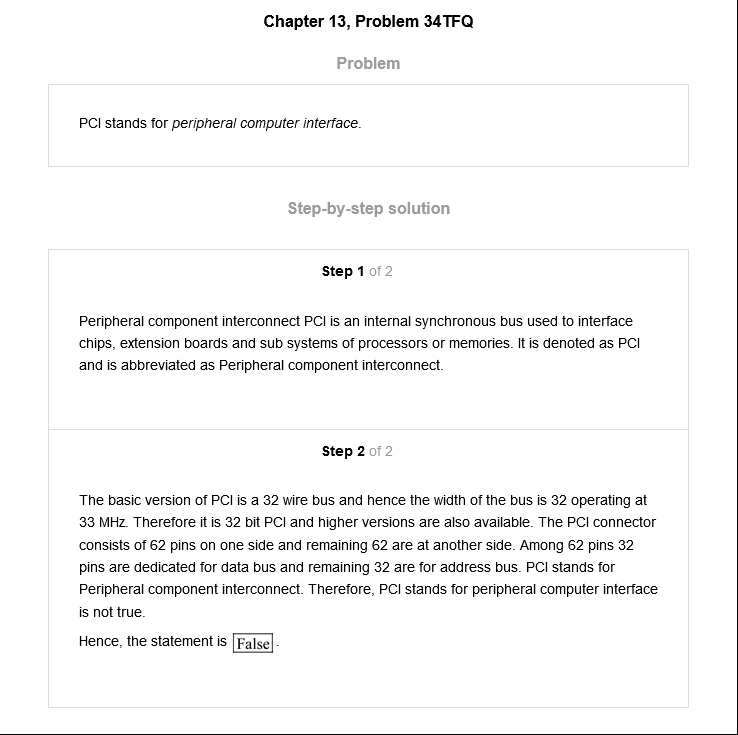 Chapter 13, Problem 34TFQ
Problem
PCI stands for peripheral computer interface.
Step-by-step solution
Step 1 of 2
Peripheral component interconnect PCI is an internal synchronous bus used to interface
chips, extension boards and sub systems of processors or memories. It is denoted as PCI
and is abbreviated as Peripheral component interconnect.
Step 2 of 2
The basic version of PCI is a 32 wire bus and hence the width of the bus is 32 operating at
33 MHz. Therefore it is 32 bit PCI and higher versions are also available. The PCI connector
consists of 62 pins on one side and remaining 62 are at another side. Among 62 pins 32
pins are dedicated for data bus and remaining 32 are for address bus. PCI stands for
Peripheral component interconnect. Therefore, PCI stands for peripheral computer interface
is not true.
Hence, the statement is False.